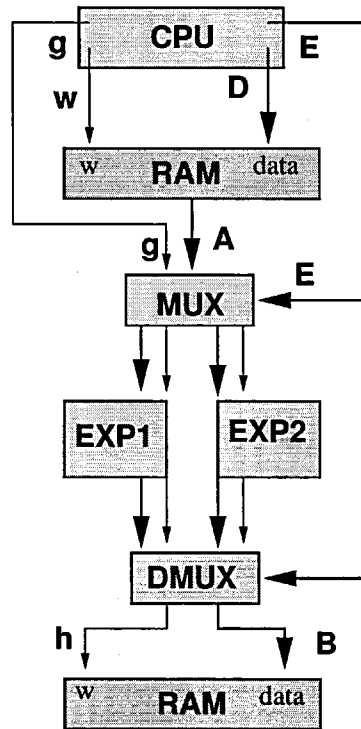 g CPU E
w D
w RAM data
g A
MUX E
EXP1 EXP2
DMUX
h B
w RAM data